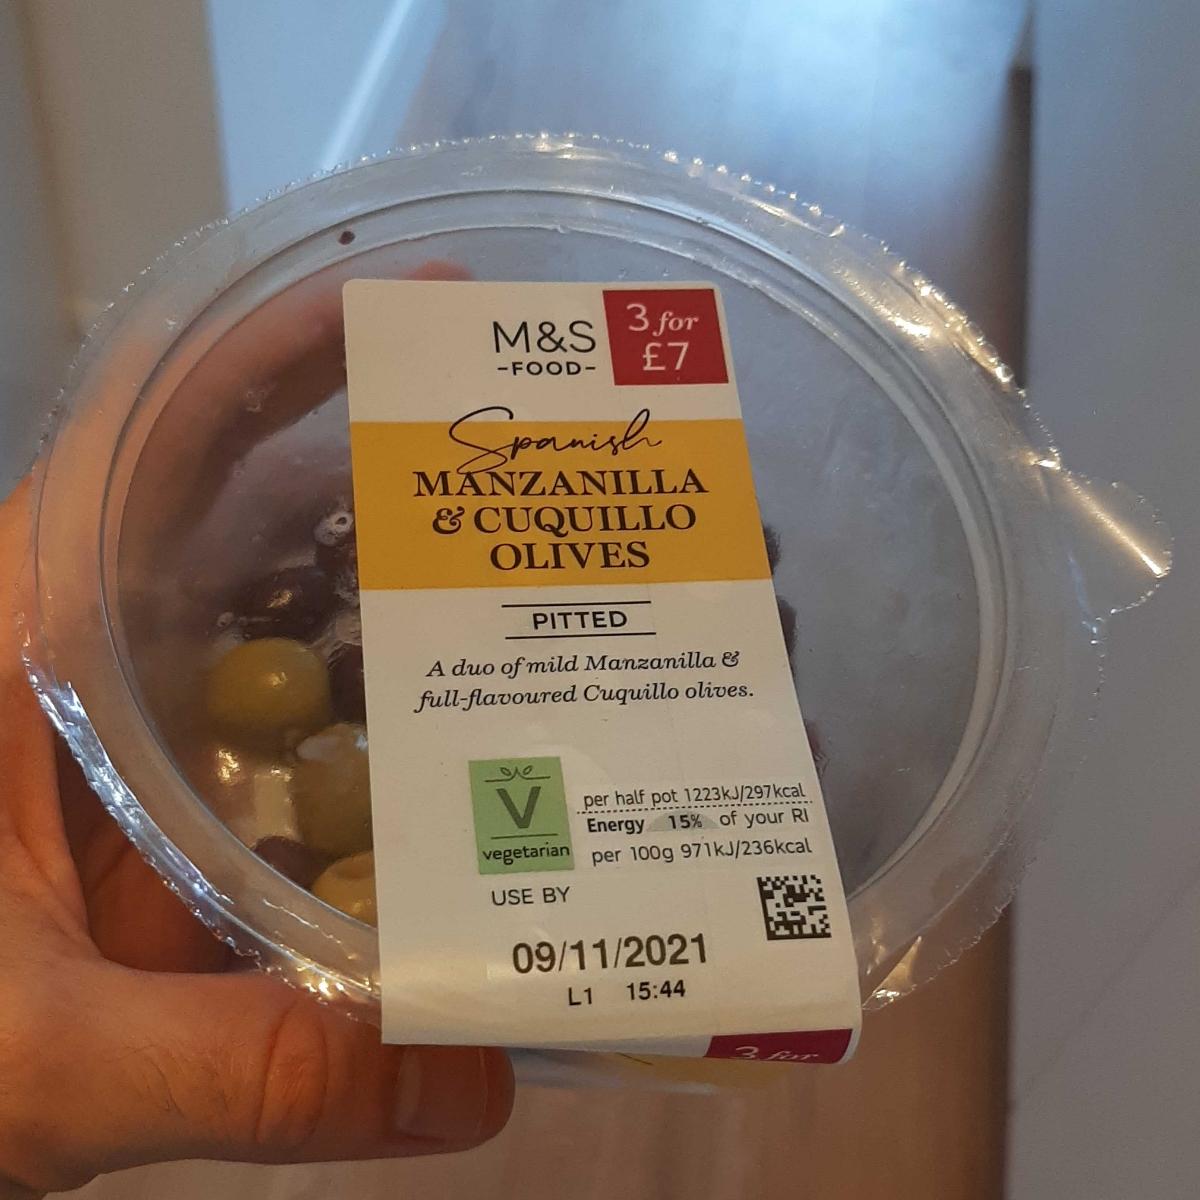 M&S
-FOOD-
3 for
£7
Spanish
MANZANILLA
& CUQUILLO
OLIVES
PITTED
A duo of mild Manzanilla &
full-flavoured Cuquillo olives.
V
vegetarian
per half pot 1223kJ/297kcal
Energy 15% of your RI
per 100g 971kJ/236kcal
USE BY
09/11/2021
L1 15:44
3 for